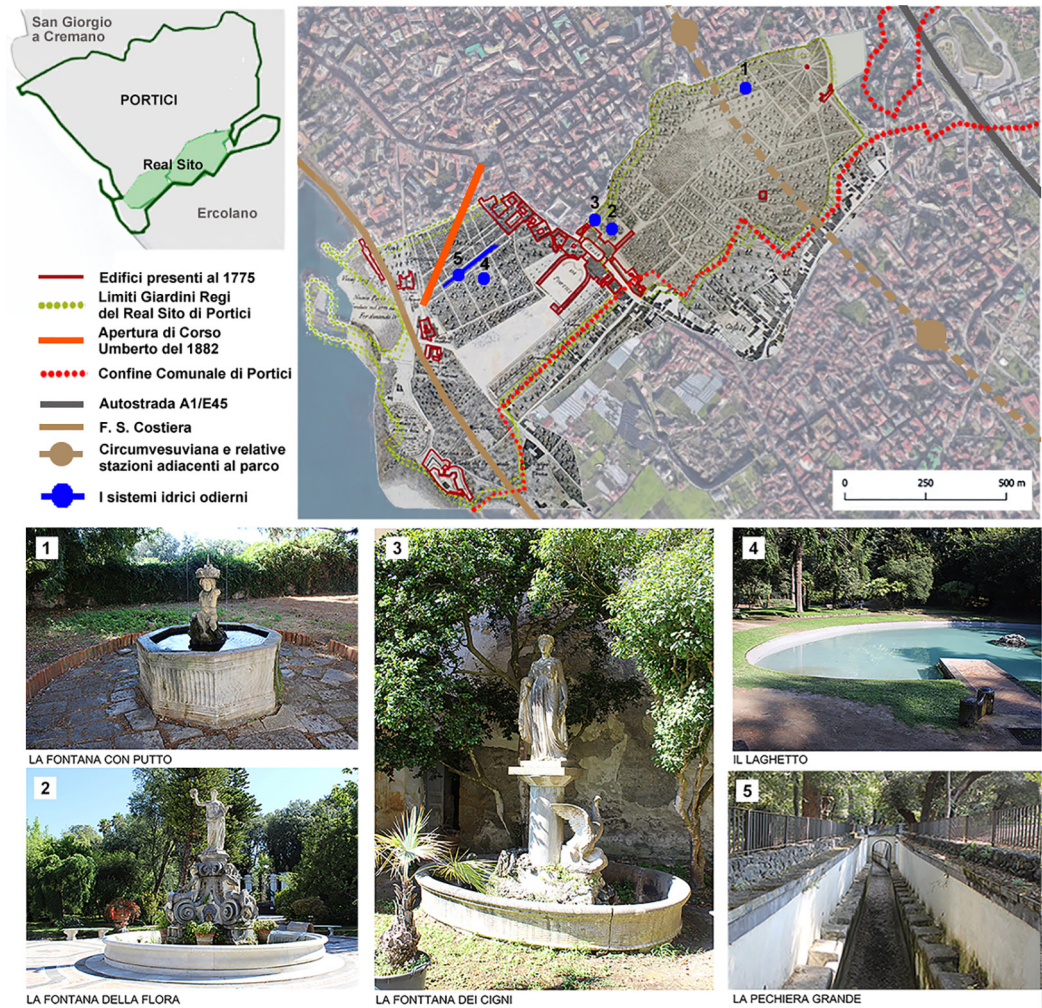 San Giorgio
a Cremano
PORTICI
Real Sito
Ercolano
Edifici presenti al 1775
Limiti Giardini Regi
del Real Sito di Portici
Apertura di Corso
Umberto del 1882
Confine Comunale di Portici
Autostrada A1/E45
F. S. Costiera
Circumvesuviana e relative
stazioni adiacenti al parco
I sistemi idrici odierni
1
3
2
5
4
PORTICI
0 250 500 m
1
LA FONTANA CON PUTTO
2
LA FONTANA DELLA FLORA
3
LA FONTTANA DEI CIGNI
4
IL LAGHETTO
5
LA PECHIERA GRANDE